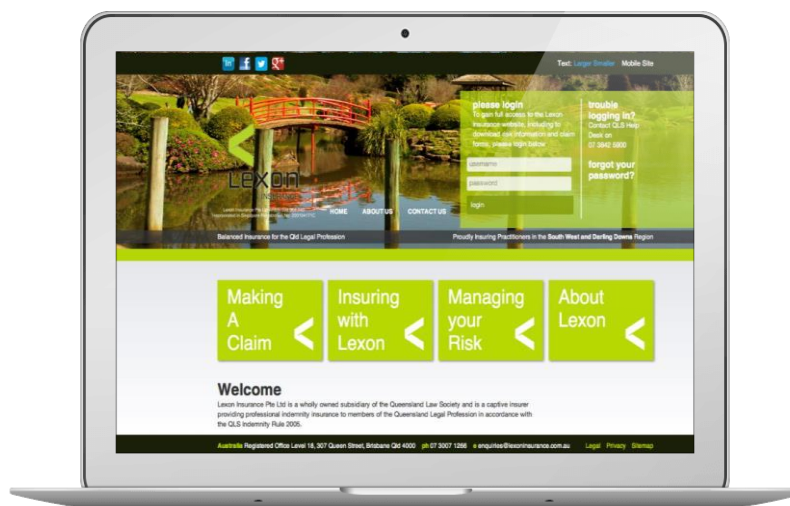 Text: Larger Smaller Mobile Site
please login
To gain full access to the Lexon
insurance website, including to
download risk information and claim
forms, please login below
username
password
login
trouble
logging in?
Contact QLS Help
Desk on
07 3842 5900
forgot your
password?
Lexon
INSURANCE
Lexon Insurance Pte Ltd
HOME ABOUT US CONTACT US
Balanced Insurance for the Qld Legal Profession
Proudly Insuring Practitioners in the South West and Darling Downs Region
Making
A
Claim
Insuring
with
Lexon
Managing
your
Risk
About
Lexon
Welcome
Lexon Insurance Pte Ltd is a wholly owned subsidiary of the Queensland Law Society and is a captive insurer
providing professional indemnity insurance to members of the Queensland Legal Profession in accordance with
the QLS Indemnity Rule 2005.
Australia Registered Office Level 18, 307 Queen Street, Brisbane Qld 4000 ph 07 3007 1266 e enquiries@lexoninsurance.com.au Legal Privacy Sitemap